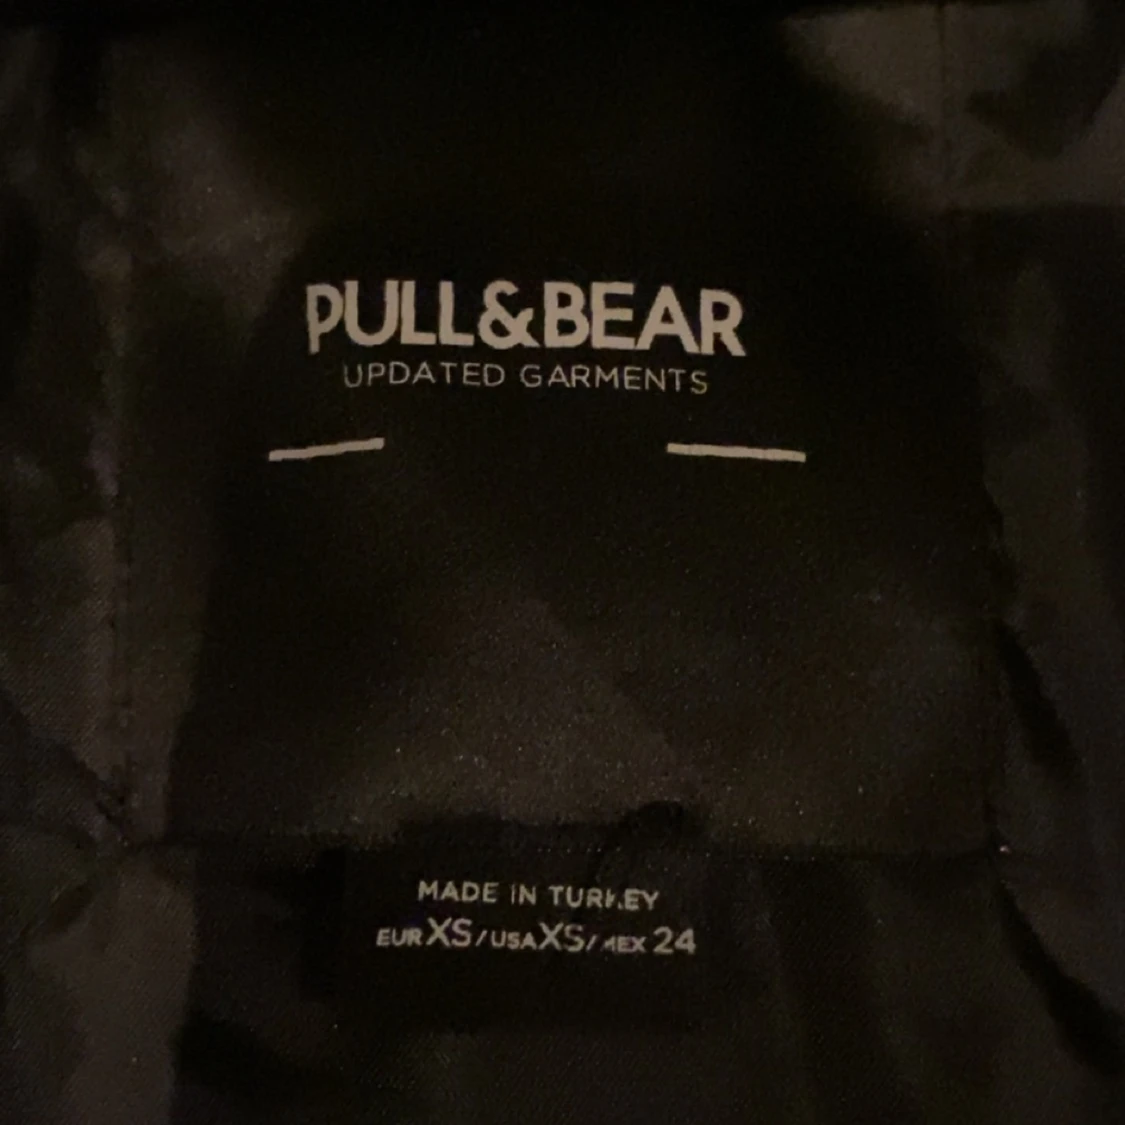 PULL&BEAR
UPDATED GARMENTS
MADE IN TURKEY
EUR XS/USA XS/MEX 24